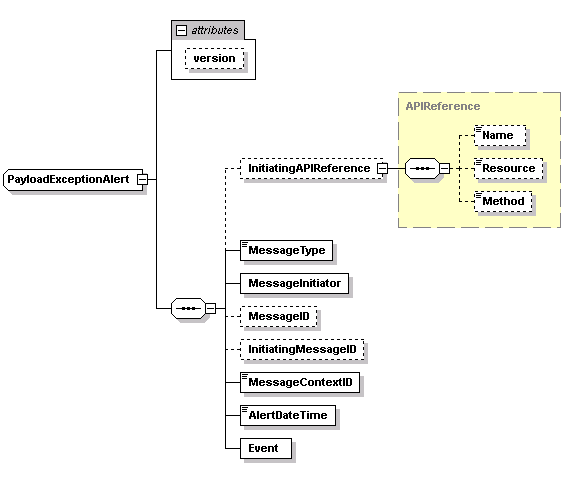 attributes
version
APIReference
Name
InitiatingAPIReference
Resource
PayloadExceptionAlert
Method
MessageType
MessageInitiator
MessageID
InitiatingMessageID
MessageContextID
AlertDateTime
Event